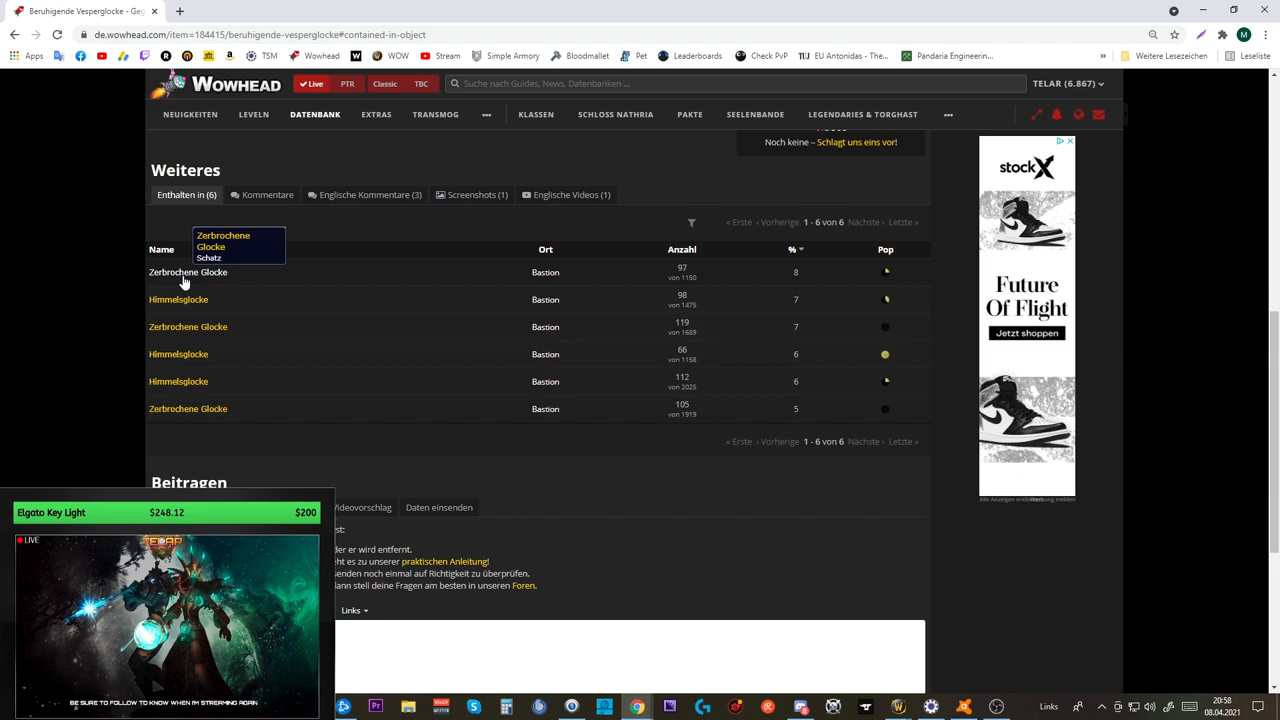 Beruhigende Vesperglocke - Geg
de.wowhead.com/item=184415/beruhigende-vesperglocke#contained-in-object
M
Apps
TSM
Wowhead
WOW
Stream
Simple Armory
Bloodmallet
Pet
Leaderboards
Check PvP
EU Antonidas - The...
Pandaria Engineerin...
»
Weitere Lesezeichen
Leseliste
WOWHEAD
Live
PTR
Classic
TBC
Suche nach Guides, News, Datenbanken ...
TELAR (6.867)
NEUIGKEITEN
LEVELN
DATENBANK
EXTRAS
TRANSMOG
•••
KLASSEN
SCHLOSS NATHRIA
PAKTE
SEELENBANDE
LEGENDARIES & TORGHAST
•••
Noch keine – Schlagt uns eins vor!
Weiteres
Enthalten in (6)
Kommentare
Englische Kommentare (3)
Screenshots (1)
Englische Videos (1)
« Erste ‹ Vorherige 1 - 6 von 6 Nächste › Letzte »
Zerbrochene
Glocke
Schatz
Name
Ort
Anzahl
%
Pop
Zerbrochene Glocke
Bastion
97
von 1150
8
Himmelsglocke
Bastion
98
von 1475
7
Zerbrochene Glocke
Bastion
119
von 1689
7
Himmelsglocke
Bastion
66
von 1158
6
Himmelsglocke
Bastion
112
von 2025
6
Zerbrochene Glocke
Bastion
105
von 1919
5
« Erste ‹ Vorherige 1 - 6 von 6 Nächste › Letzte »
Beitragen
Videovorschlag
Daten einsenden
st:
der er wird entfernt.
eht es zu unserer praktischen Anleitung!
senden noch einmal auf Richtigkeit zu überprüfen.
dann stell deine Fragen am besten in unseren Foren.
Links
stockX
Future
Of Flight
Jetzt shoppen
Elgato Key Light
$248.12
$200
LIVE
TELAR
BE SURE TO FOLLOW TO KNOW WHEN I'M STREAMING AGAIN
Links
20:58
08.04.2021